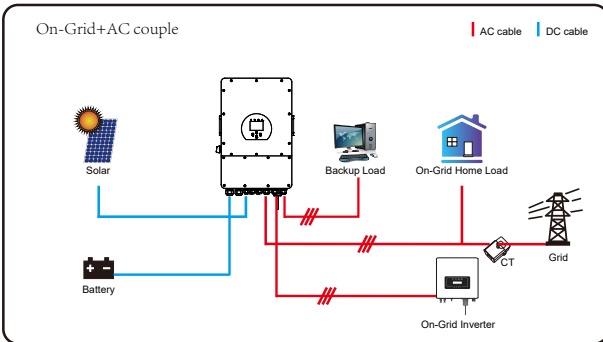 On-Grid+AC couple
AC cable
DC cable
Solar
Backup Load
On-Grid Home Load
CT
Grid
Battery
On-Grid Inverter